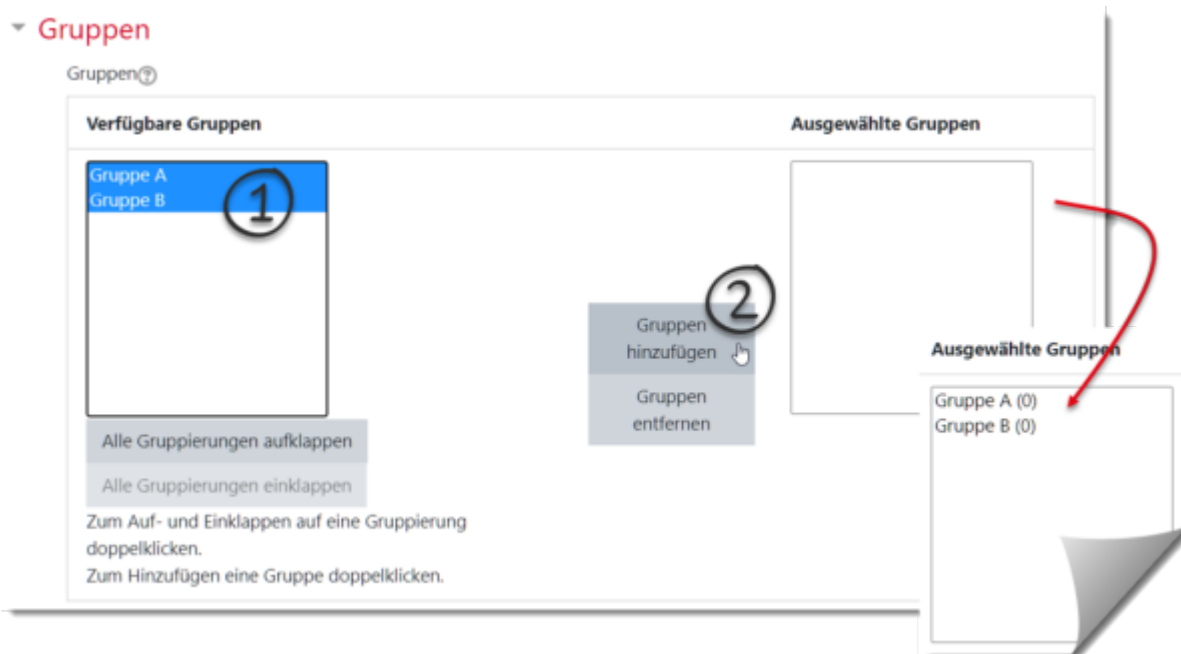 Gruppen
Gruppen?
Verfügbare Gruppen
Ausgewählte Gruppen
Gruppe A
Gruppe B
1
2
Gruppen
hinzufügen
Gruppen
entfernen
Ausgewählte Gruppen
Gruppe A (0)
Gruppe B (0)
Alle Gruppierungen aufklappen
Alle Gruppierungen einklappen
Zum Auf- und Einklappen auf eine Gruppierung
doppelklicken.
Zum Hinzufügen eine Gruppe doppelklicken.